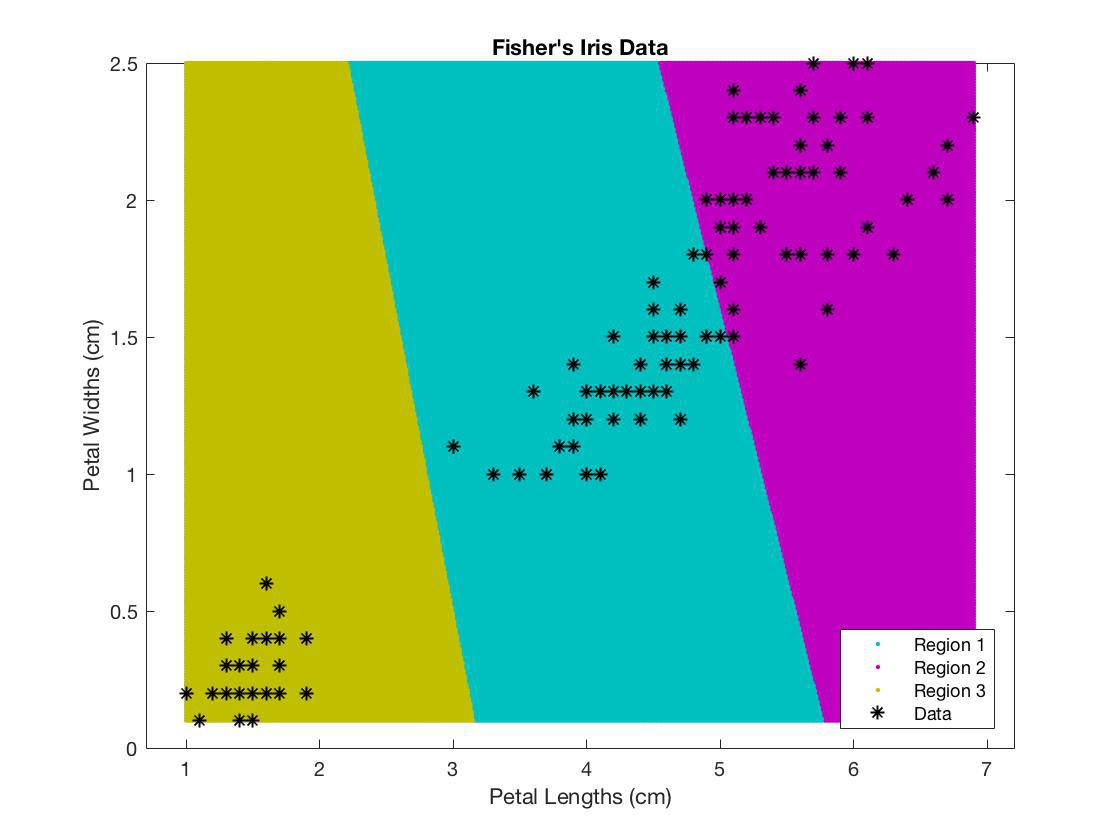 Fisher's Iris Data
2.5
2
1.5
1
0.5
0
Petal Widths (cm)
1 2 3 4 5 6 7
Petal Lengths (cm)
Region 1
Region 2
Region 3
Data